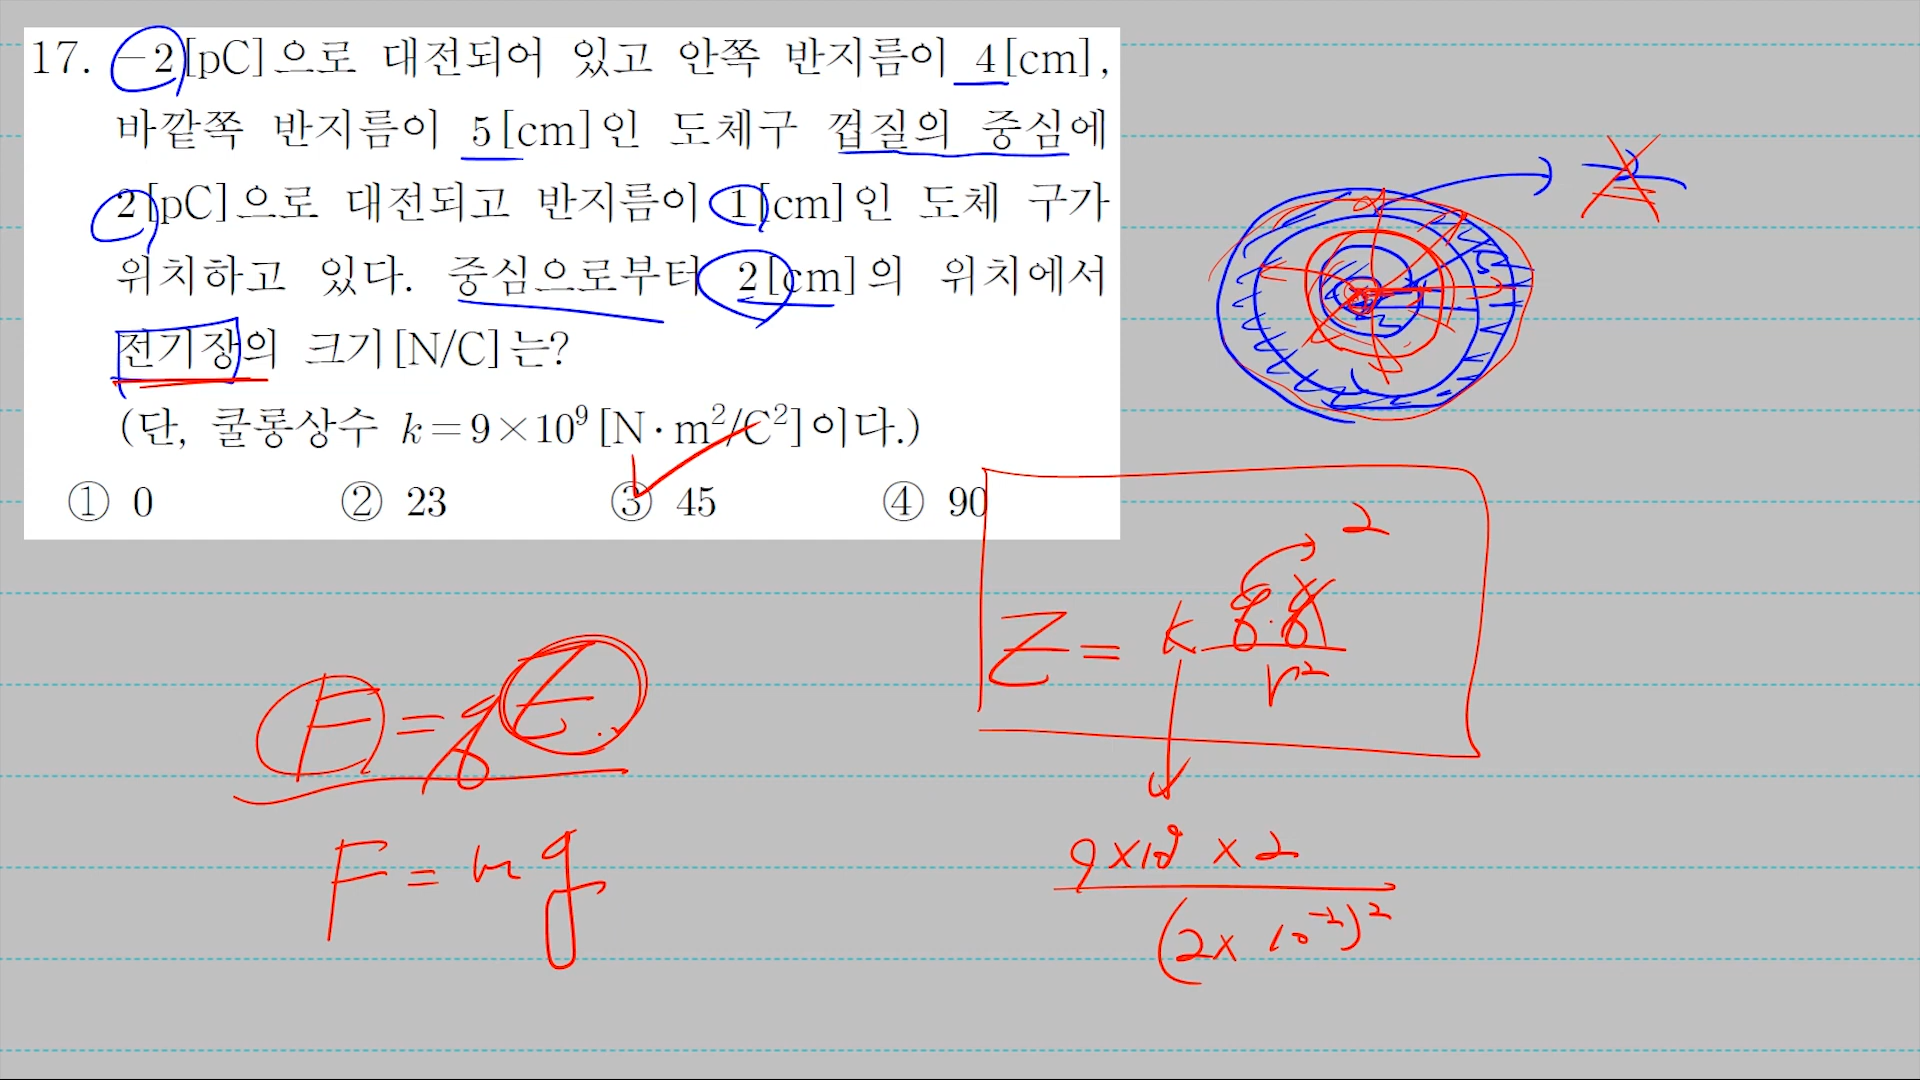 17. -2[pC]으로 대전되어 있고 안쪽 반지름이 4[cm],
바깥쪽 반지름이 5[cm]인 도체구 껍질의 중심에
2[pC]으로 대전되고 반지름이 1[cm]인 도체 구가
위치하고 있다. 중심으로부터 2[cm]의 위치에서
전기장의 크기[N/C]는?
(단, 쿨롱상수 k=9×10⁹[N·m²/C²]이다.)
① 0 ② 23 ③ 45 ④ 90
2
k
r²
F =
F = mg
9×10⁹ × 2
(2× 10⁻²)²